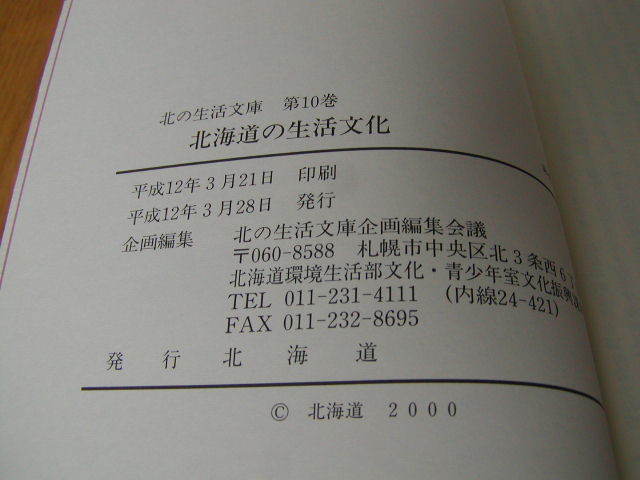 北の生活文庫　第10巻
北海道の生活文化
平成12年3月21日　印刷
平成12年3月28日　発行
企画編集　北の生活文庫企画編集会議
〒060-8588　札幌市中央区北3条西6丁
北海道環境生活部文化・青少年室文化振興課
TEL 011-231-4111　(内線24-421)
FAX 011-232-8695
発行　北海道
© 北海道 2000